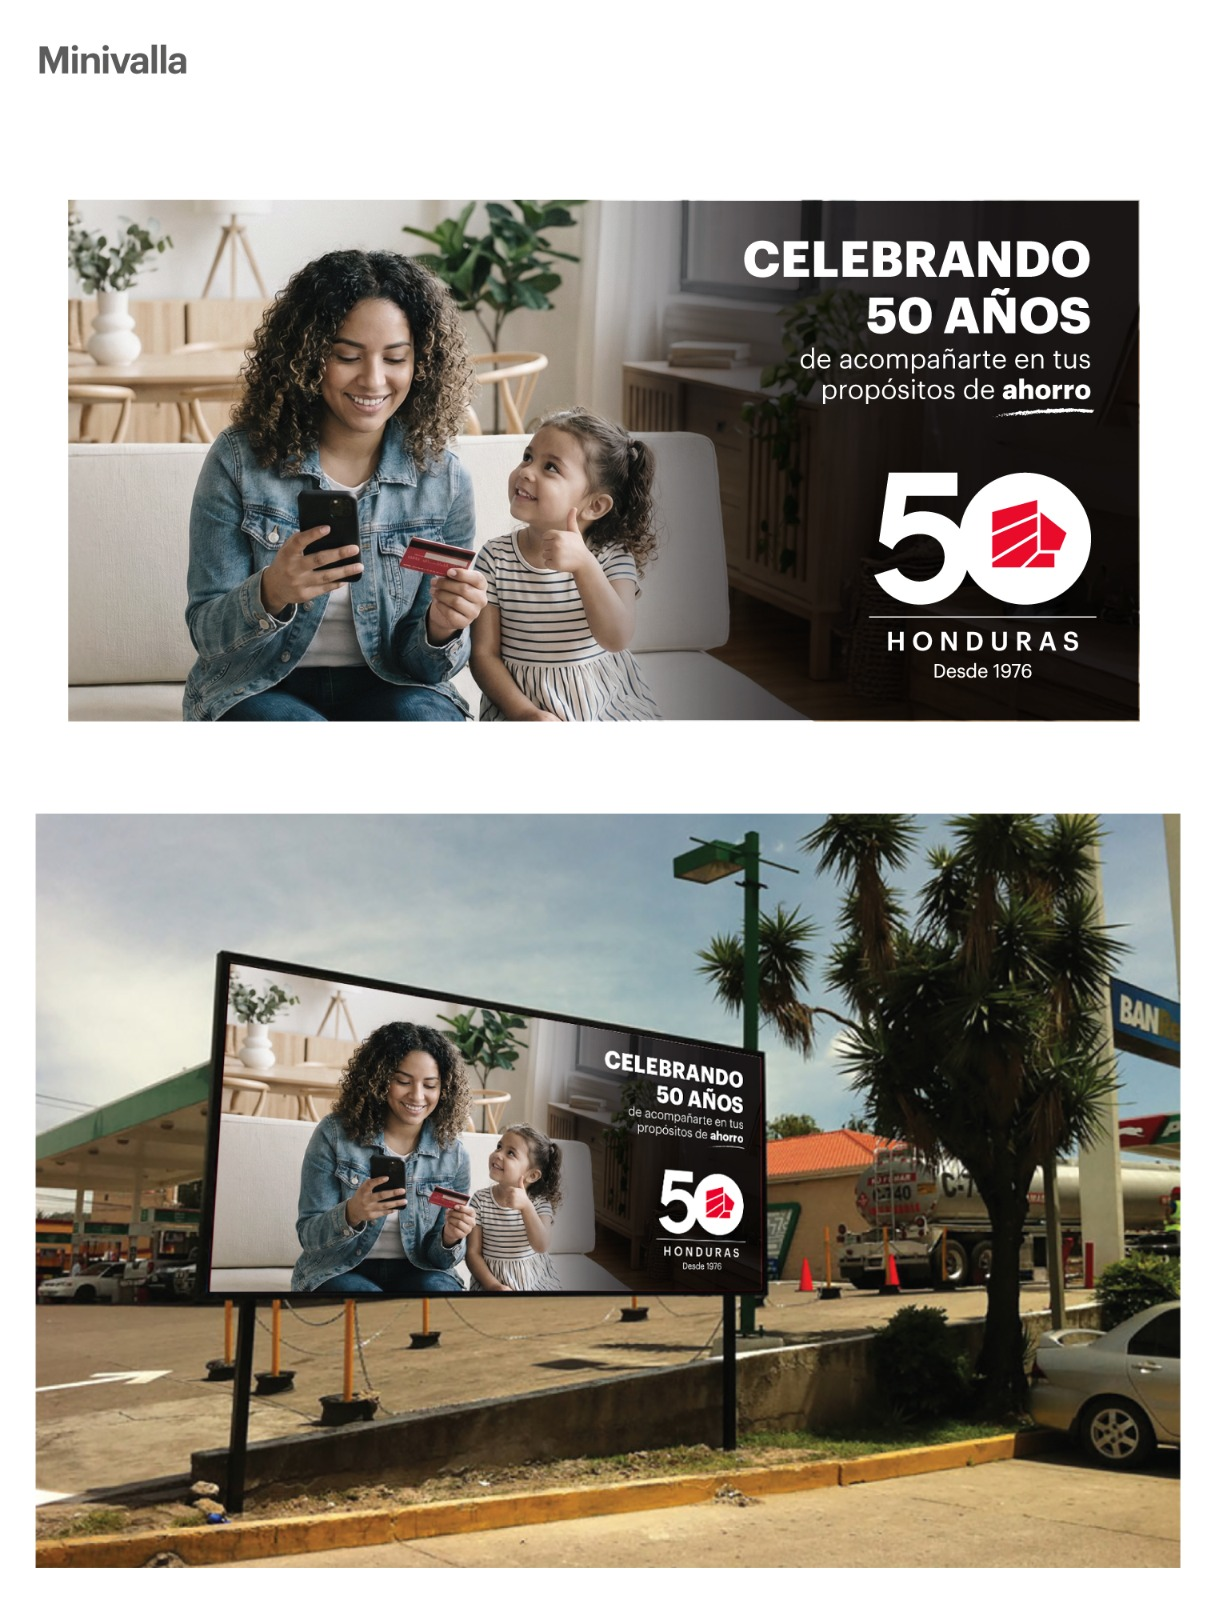 Minivalla
CELEBRANDO
50 AÑOS
de acompañarte en tus
propósitos de ahorro
50
HONDURAS
Desde 1976
CELEBRANDO
50 AÑOS
de acompañarte en tus
propósitos de ahorro
50
HONDURAS
Desde 1976
BAN